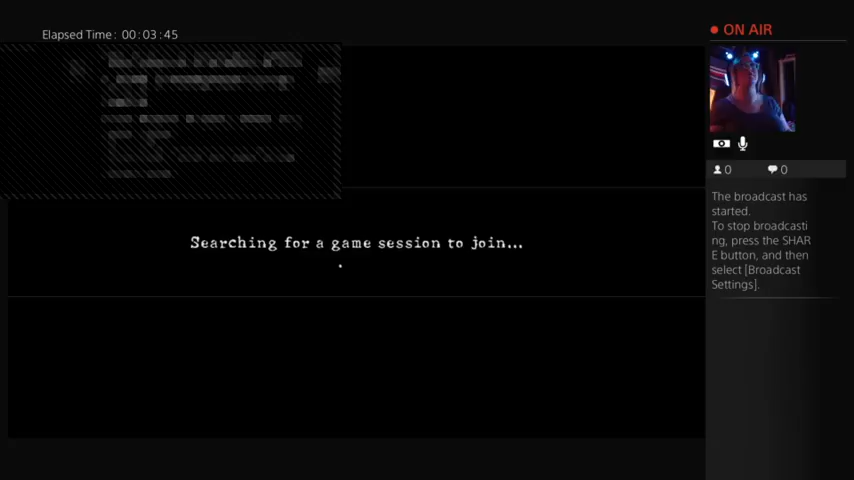 Elapsed Time: 00:03:45
ON AIR
0
0
The broadcast has
started.
To stop broadcasti
ng, press the SHAR
E button, and then
select [Broadcast
Settings].
Searching for a game session to join...